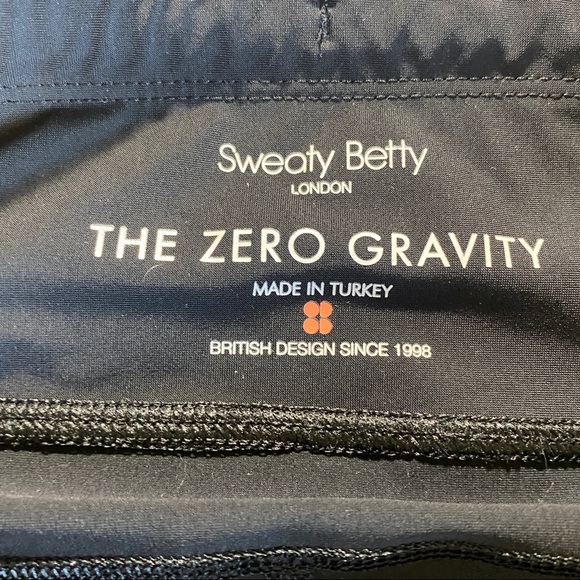 Sweaty Betty
LONDON
THE ZERO GRAVITY
MADE IN TURKEY
BRITISH DESIGN SINCE 1998